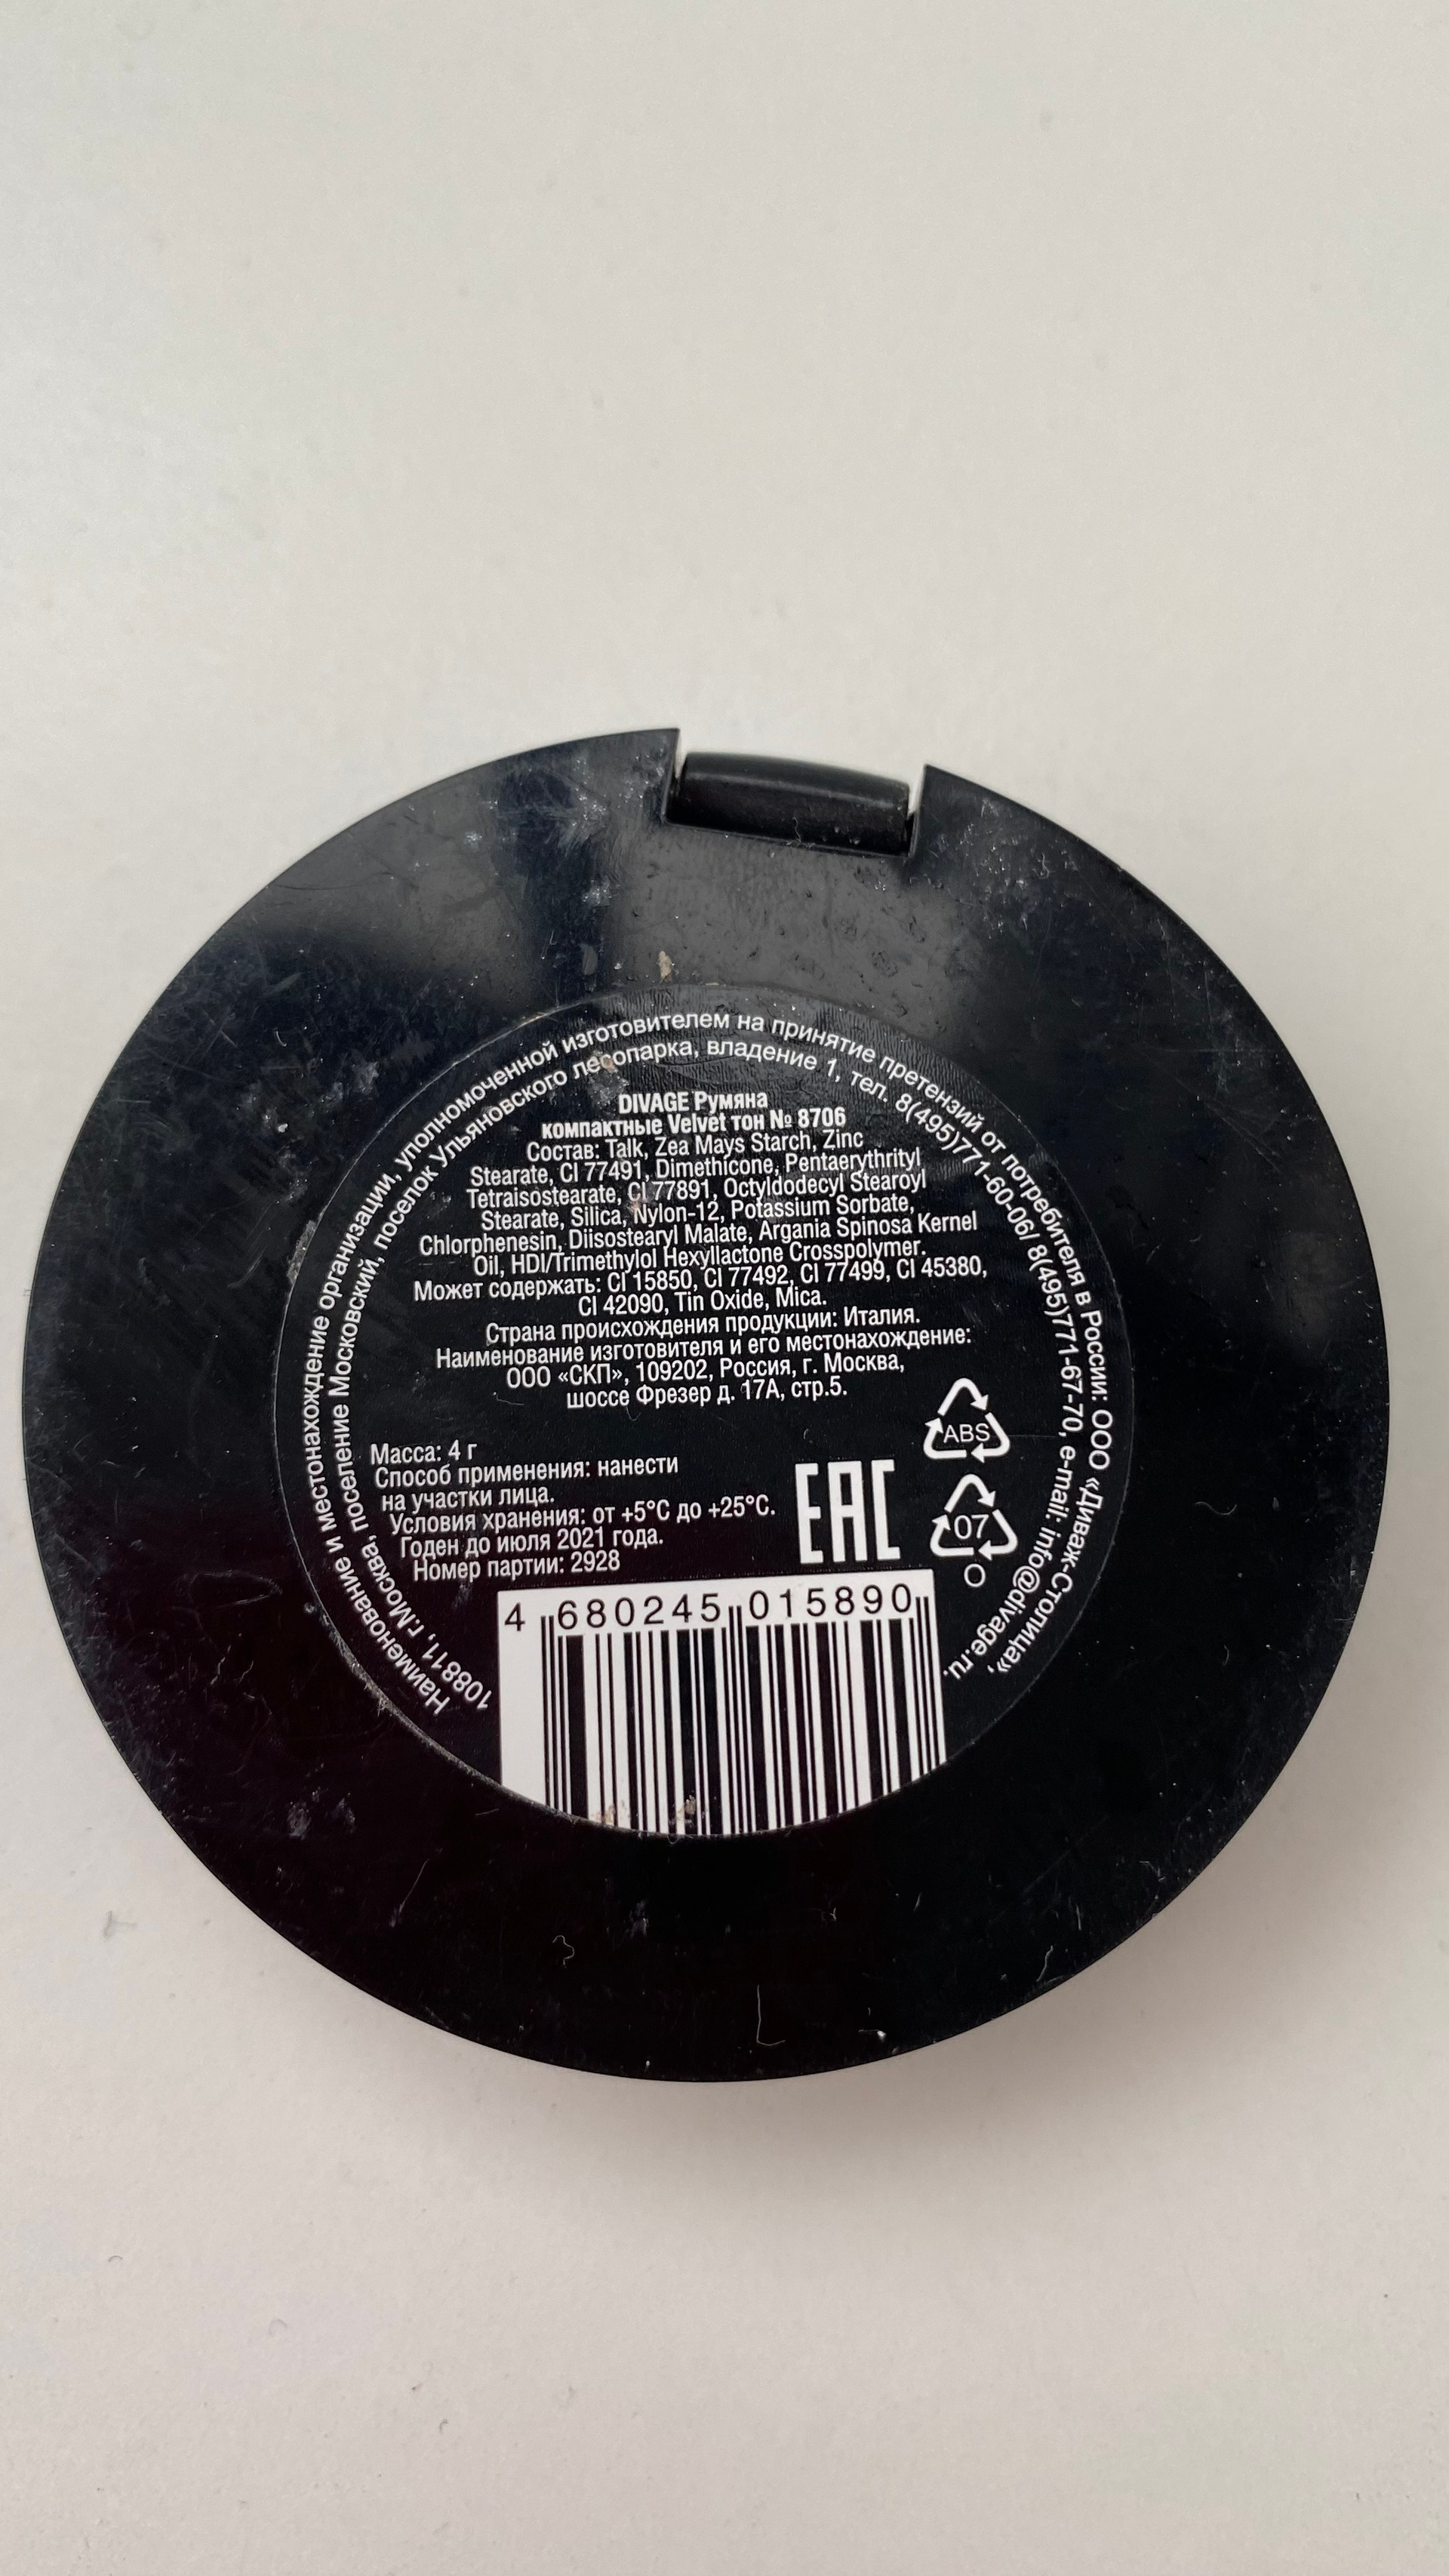 Наименование и местонахождение организации, уполномоченной изготовителем на принятие претензий от потребителя в России: ООО «Диваж-Столица»,
108811, г.Москва, поселение Московский, поселок Ульяновского лесопарка, владение 1, тел. 8(495)771-60-06/ 8(495)771-67-70, e-mail: info@divage.ru.
DIVAGE Румяна
компактные Velvet тон № 8706
Состав: Talk, Zea Mays Starch, Zinc
Stearate, CI 77491, Dimethicone, Pentaerythrityl
Tetraisostearate, CI 77891, Octyldodecyl Stearoyl
Stearate, Silica, Nylon-12, Potassium Sorbate,
Chlorphenesin, Diisostearyl Malate, Argania Spinosa Kernel
Oil, HDI/Trimethylol Hexyllactone Crosspolymer.
Может содержать: CI 15850, CI 77492, CI 77499, CI 45380,
CI 42090, Tin Oxide, Mica.
Страна происхождения продукции: Италия.
Наименование изготовителя и его местонахождение:
ООО «СКП», 109202, Россия, г. Москва,
шоссе Фрезер д. 17А, стр.5.
Масса: 4 г
Способ применения: нанести
на участки лица.
Условия хранения: от +5°С до +25°С.
Годен до июля 2021 года.
Номер партии: 2928
EAC
ABS
07
O
4 680245 015890